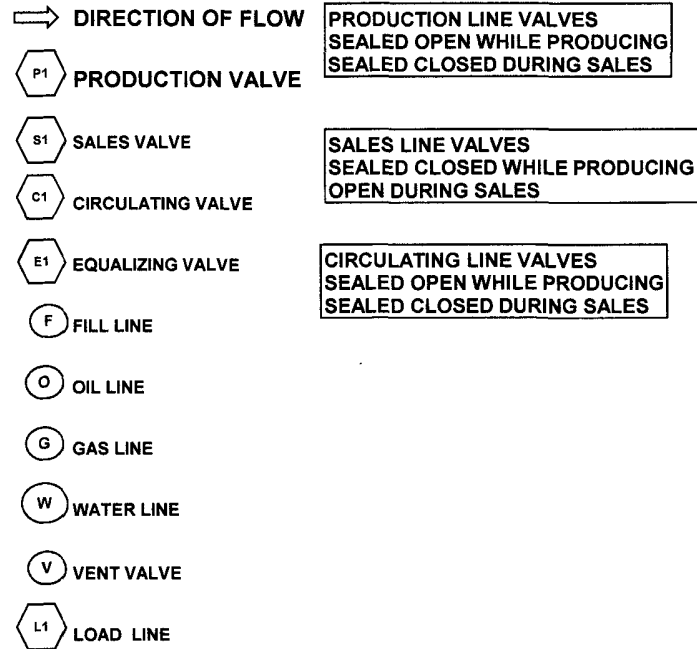 DIRECTION OF FLOW
P1 PRODUCTION VALVE
S1 SALES VALVE
C1 CIRCULATING VALVE
E1 EQUALIZING VALVE
F FILL LINE
O OIL LINE
G GAS LINE
W WATER LINE
V VENT VALVE
L1 LOAD LINE
PRODUCTION LINE VALVES
SEALED OPEN WHILE PRODUCING
SEALED CLOSED DURING SALES
SALES LINE VALVES
SEALED CLOSED WHILE PRODUCING
OPEN DURING SALES
CIRCULATING LINE VALVES
SEALED OPEN WHILE PRODUCING
SEALED CLOSED DURING SALES